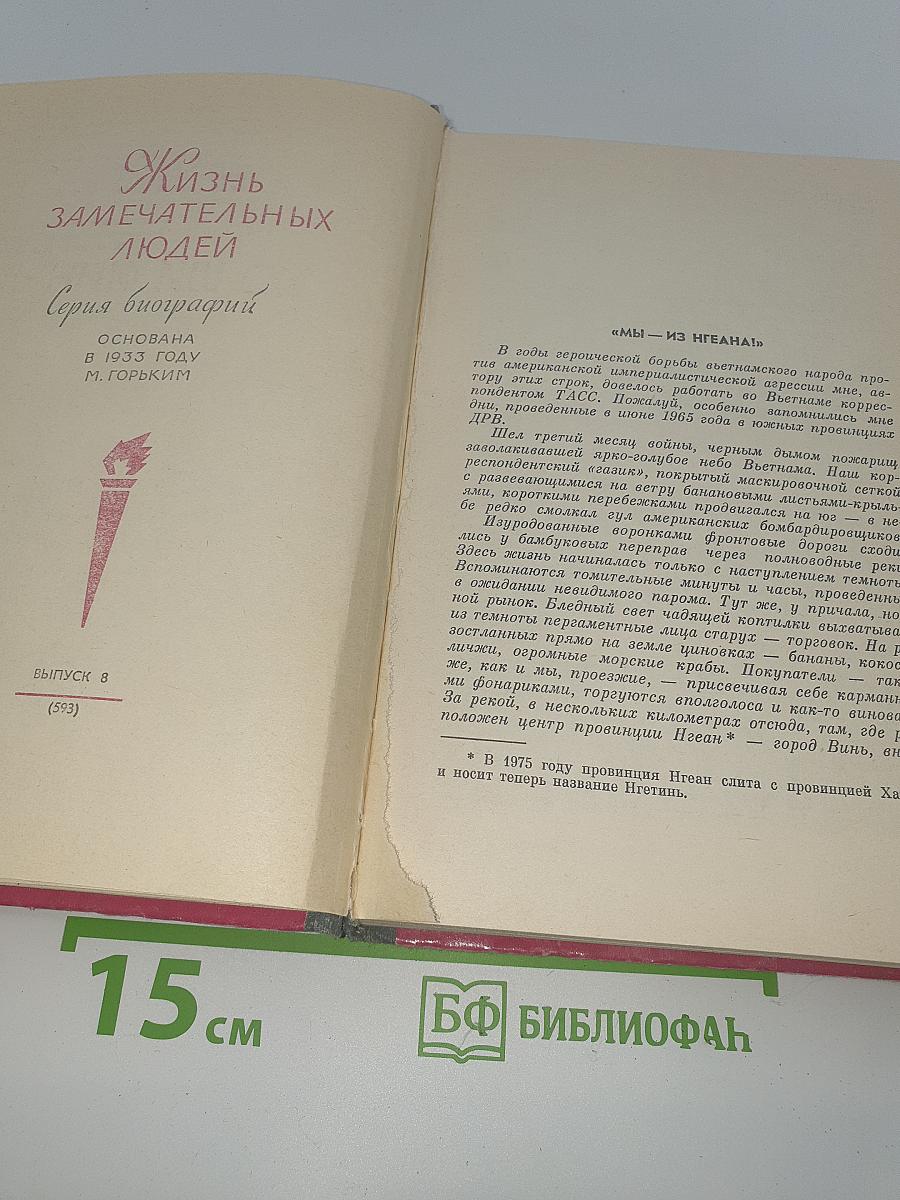 Жизнь
ЗАМЕЧАТЕЛЬНЫХ
ЛЮДЕЙ
Серия биографий
ОСНОВАНА
В 1933 ГОДУ
М. ГОРЬКИМ
ВЫПУСК 8
(593)
«МЫ — ИЗ НГЕАНА!»
В годы героической борьбы вьетнамского народа про-
тив американской империалистической агрессии мне, ав-
тору этих строк, довелось работать во Вьетнаме коррес-
пондентом ТАСС. Пожалуй, особенно запомнились мне
дни, проведенные в июне 1965 года в южных провинциях
ДРВ.
Шел третий месяц войны, черным дымом пожарищ
заволакивавшей ярко-голубое небо Вьетнама. Наш кор-
респондентский «газик», покрытый маскировочной сеткой
с развевающимися на ветру банановыми листьями-крыль-
ями, короткими перебежками продвигался на юг — в не-
бе редко смолкал гул американских бомбардировщиков
Изуродованные воронками фронтовые дороги сходи
лись у бамбуковых переправ через полноводные реки
Здесь жизнь начиналась только с наступлением темноты
Вспоминаются томительные минуты и часы, проведенны
в ожидании невидимого парома. Тут же, у причала, но
ной рынок. Бледный свет чадящей коптилки выхватыва
из темноты пергаментные лица старух — торговок. На р
зостланных прямо на земле циновках — бананы, кокос
личжи, огромные морские крабы. Покупатели — так
же, как и мы, проезжие, — присвечивая себе карманн
ми фонариками, торгуются вполголоса и как-то винова
За рекой, в нескольких километрах отсюда, там, где р
положен центр провинции Нгеан* — город Винь, вн
* В 1975 году провинция Нгеан слита с провинцией Ха
и носит теперь название Нгетинь.
15 см
БФ БИБЛИОФАН